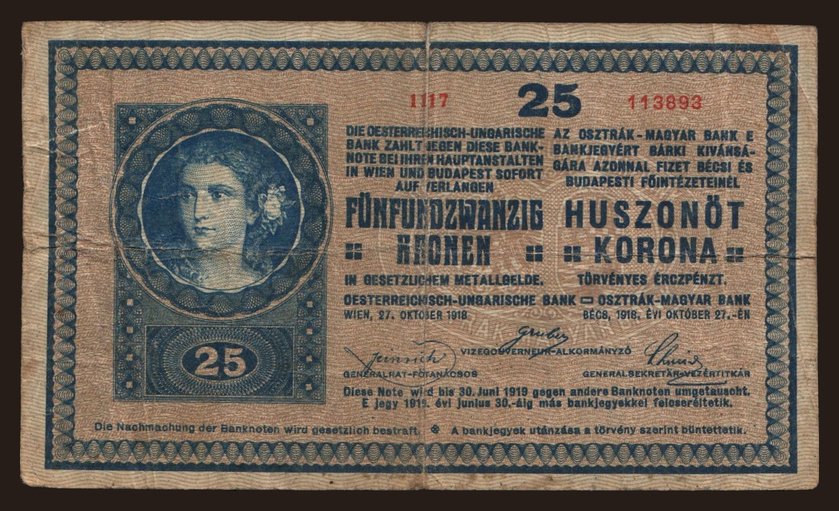 1117 25 113893
DIE OESTERREICHISCH-UNGARISCHE
BANK ZAHLT GEGEN DIESE BANK-
NOTE BEI IHREN HAUPTANSTALTEN
IN WIEN UND BUDAPEST SOFORT
AUF VERLANGEN
FÜNFUNDZWANZIG
KRONEN
IN GESETZLICHEM METALLGELDE.
OESTERREICHISCH-UNGARISCHE BANK
WIEN, 27. OKTOBER 1918
AZ OSZTRÁK-MAGYAR BANK E
BANKJEGYÉRT BÁRKI KIVÁNSÁ-
GÁRA AZONNAL FIZET BÉCSI ÉS
BUDAPESTI FŐINTÉZETEINÉL
HUSZONÖT
KORONA
TÖRVÉNYES ÉRCZPÉNZT.
OSZTRÁK-MAGYAR BANK
BÉCS, 1918. ÉVI OKTÓBER 27.-ÉN
25
Gruber
VIZEGOUVERNEUR-ALKORMÁNYZÓ
GENERALRAT-FŐTANÁCSOS
GENERALSEKRETÄR-VEZÉRTITKÁR
Diese Note wird bis 30. Juni 1919 gegen andere Banknoten umgetauscht.
E jegy 1919. évi junius 30.-áig más bankjegyekkel felcseréltetik.
Die Nachmachung der Banknoten wird gesetzlich bestraft. A bankjegyek utánzása a törvény szerint büntettetik.